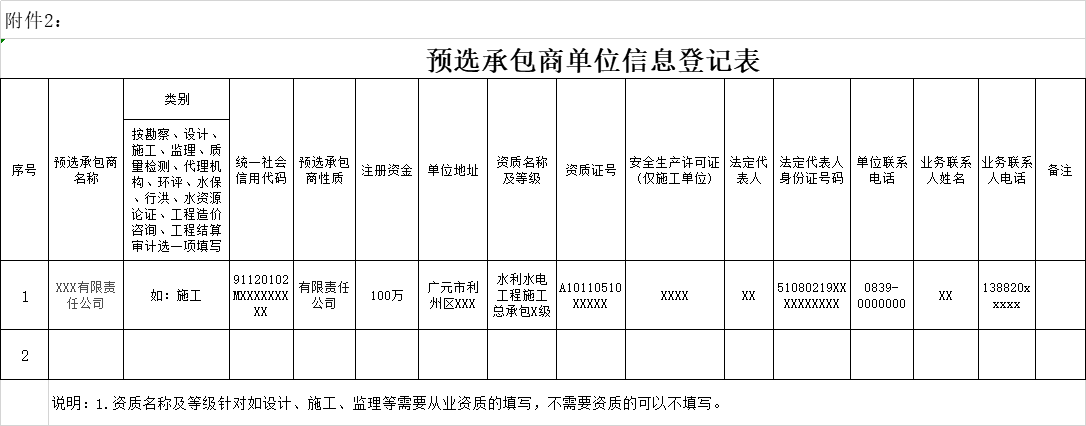 附件2：
预选承包商单位信息登记表
序号
预选承包商
名称
类别
按勘察、设计、
施工、监理、质
量检测、代理机
构、环评、水保
、行洪、水资源
论证、工程造价
咨询、工程结算
审计选一项填写
统一社会
信用代码
预选承包
商性质
注册资金
单位地址
资质名称
及等级
资质证号
安全生产许可证
（仅施工单位）
法定代
表人
法定代表人
身份证号码
单位联系
电话
业务联系
人姓名
业务联系
人电话
备注
1
XXX有限责
任公司
如：施工
91120102
MXXXXXXX
XX
有限责任
公司
100万
广元市利
州区XXX
水利水电
工程施工
总承包X级
A10110510
XXXXX
XXXX
XX
51080219XX
XXXXXXXX
0839-
0000000
XX
138820x
xxxx
2
说明：1.资质名称及等级针对如设计、施工、监理等需要从业资质的填写，不需要资质的可以不填写。